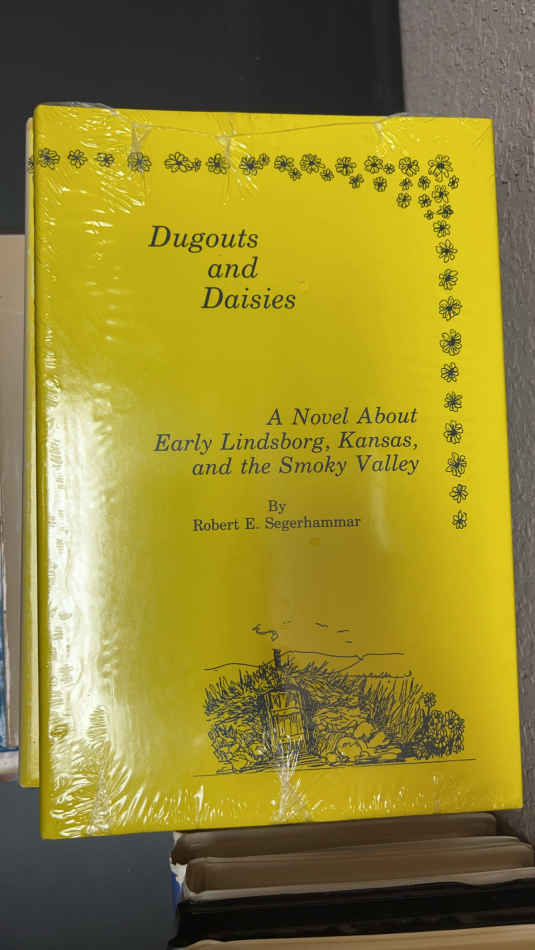 Dugouts
and
Daisies
A Novel About
Early Lindsborg, Kansas,
and the Smoky Valley
By
Robert E. Segerhammar